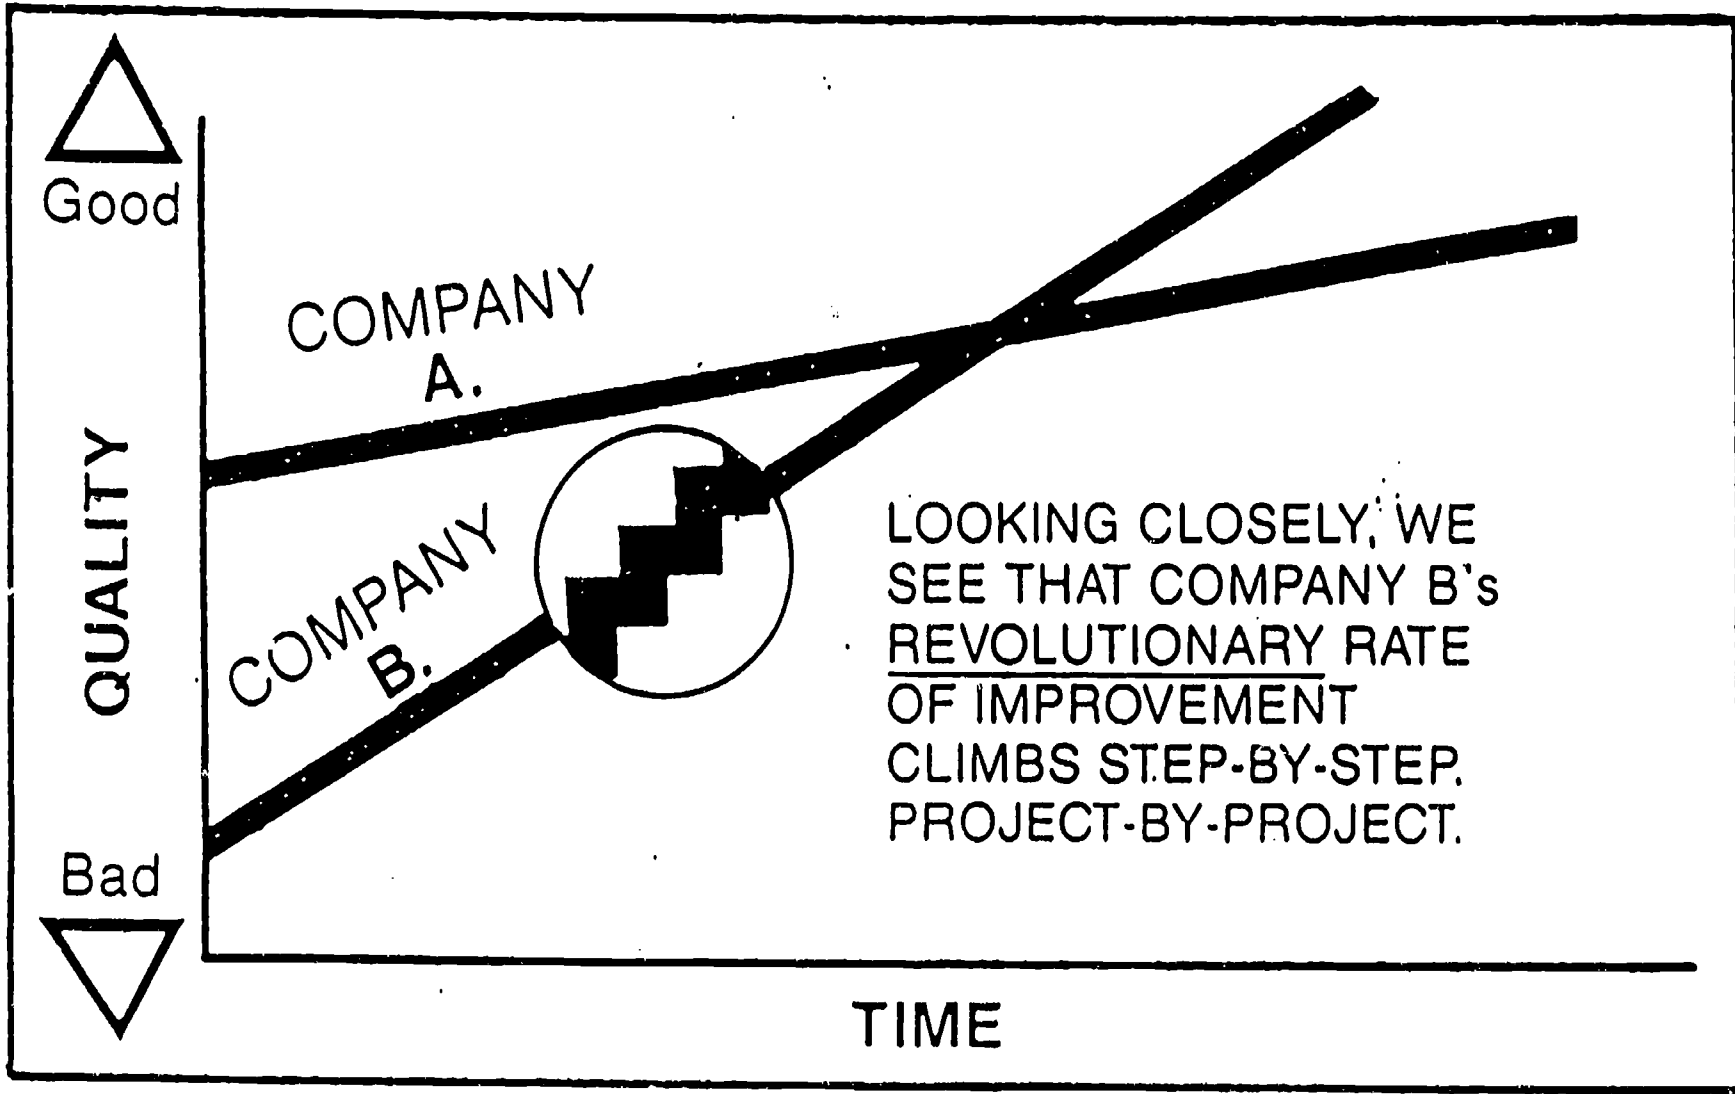 Good
COMPANY
A.
QUALITY
COMPANY
B.
Bad
LOOKING CLOSELY, WE
SEE THAT COMPANY B's
REVOLUTIONARY RATE
OF IMPROVEMENT
CLIMBS STEP-BY-STEP,
PROJECT-BY-PROJECT.
TIME